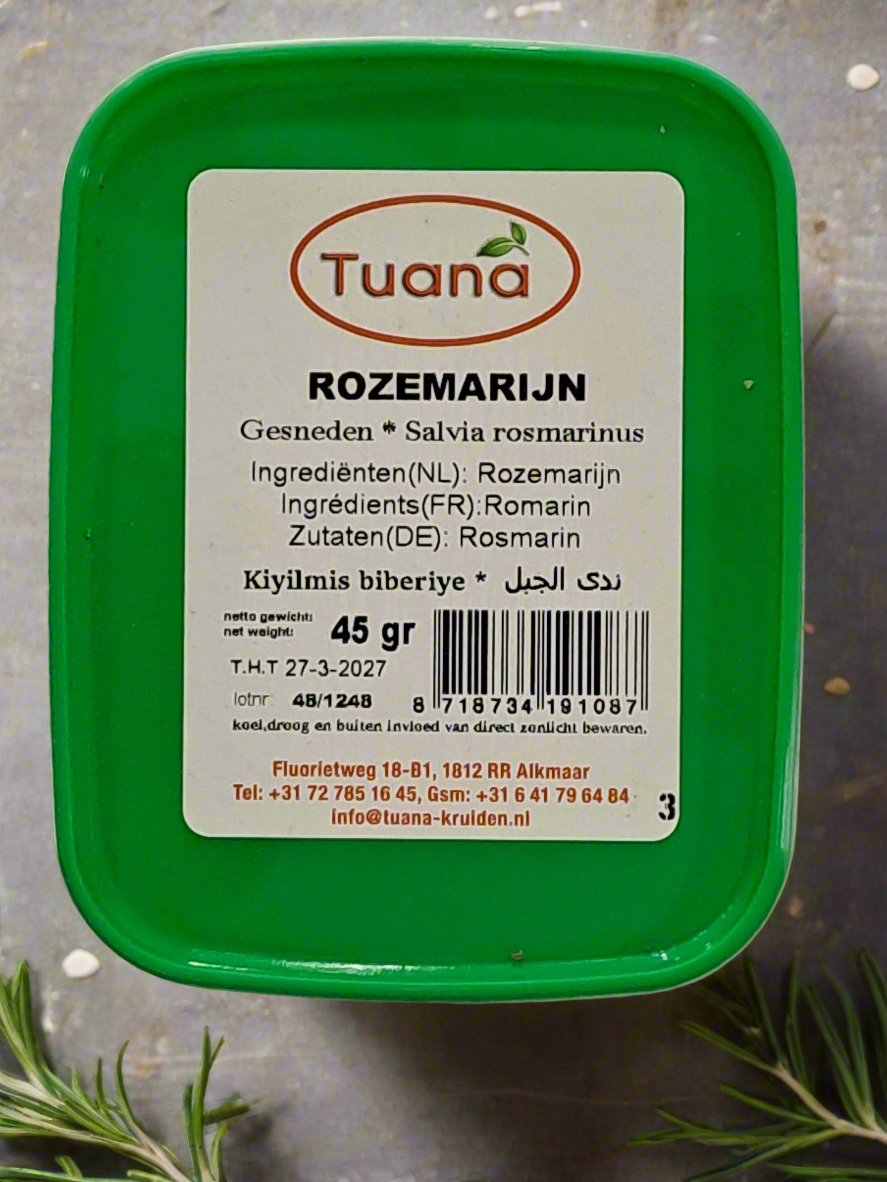 Tuana
ROZEMARIJN
Gesneden * Salvia rosmarinus
Ingrediënten(NL): Rozemarijn
Ingrédients(FR):Romarin
Zutaten(DE): Rosmarin
Kiyilmis biberiye * ندى الجبل
netto gewicht:
net weight:
45 gr
T.H.T 27-3-2027
lotnr: 48/1248
8 718734 191087
koel,droog en buiten invloed van direct zonlicht bewaren.
Fluorietweg 18-B1, 1812 RR Alkmaar
Tel: +31 72 785 16 45, Gsm: +31 6 41 79 64 84
info@tuana-kruiden.nl
3